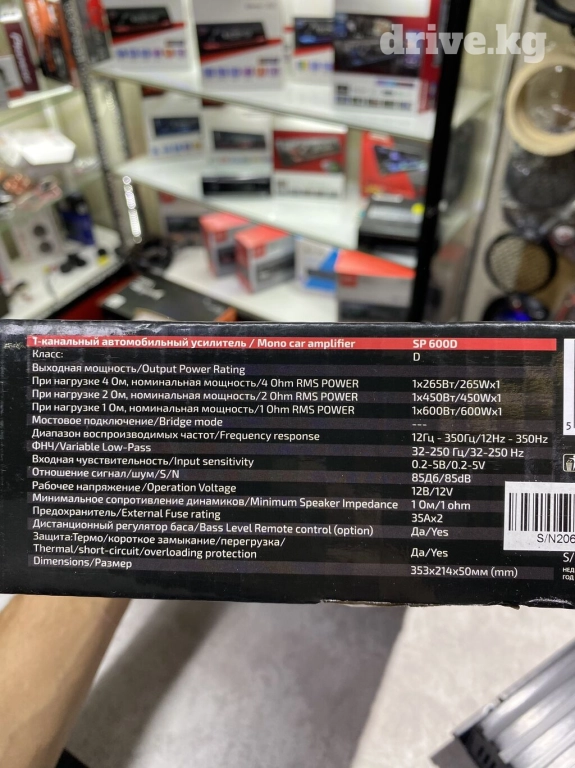 drive.kg
1-канальный автомобильный усилитель / Mono car amplifier SP 600D
Класс: D
Выходная мощность/Output Power Rating
При нагрузке 4 Ом, номинальная мощность/4 Ohm RMS POWER 1x265Вт/265Wx1
При нагрузке 2 Ом, номинальная мощность/2 Ohm RMS POWER 1x450Вт/450Wx1
При нагрузке 1 Ом, номинальная мощность/1 Ohm RMS POWER 1x600Вт/600Wx1
Мостовое подключение/Bridge mode ---
Диапазон воспроизводимых частот/Frequency response 12Гц - 350Гц/12Hz - 350Hz
ФНЧ/Variable Low-Pass 32-250 Гц/32-250 Hz
Входная чувствительность/Input sensitivity 0.2-5В/0.2-5V
Отношение сигнал/шум/S/N 85Дб/85dB
Рабочее напряжение/Operation Voltage 12В/12V
Минимальное сопротивление динамиков/Minimum Speaker Impedance 1 Ом/1 ohm
Предохранитель/External Fuse rating 35Ax2
Дистанционный регулятор баса/Bass Level Remote control (option) Да/Yes
Защита:Термо/короткое замыкание/перегрузка/
Thermal/short-circuit/overloading protection Да/Yes
Dimensions/Размер 353x214x50мм (mm)
5
S/N206
S/